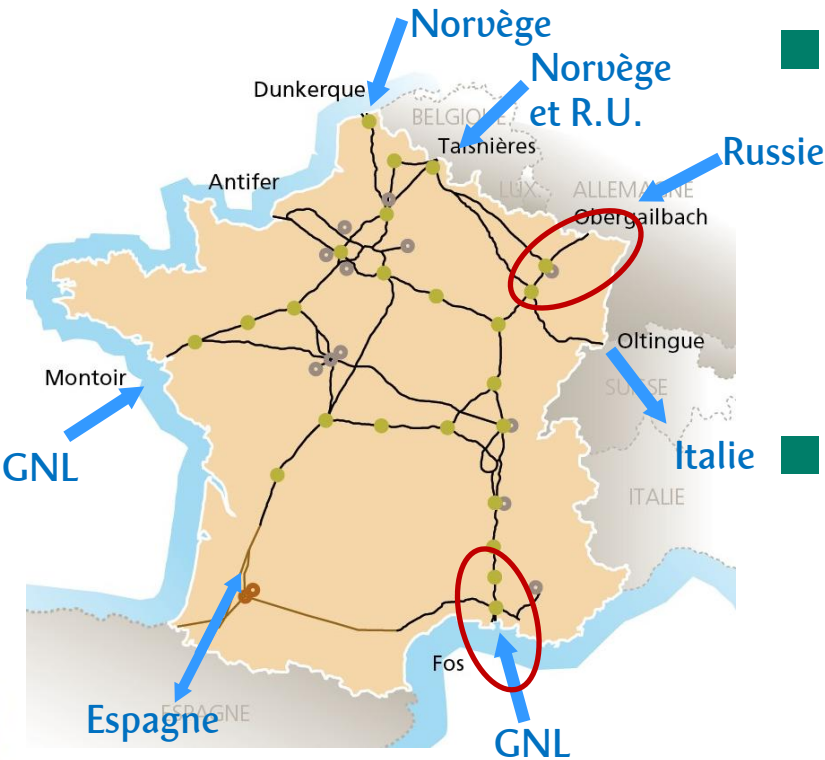 Norvège
Dunkerque
Norvège
et R.U.
BELGIQUE
Taisnières
Russie
Antifer
LUX.
ALLEMAGNE
Obergailbach
Oltingue
Montoir
SUISSE
GNL
Italie
ITALIE
Fos
Espagne
ESPAGNE
GNL